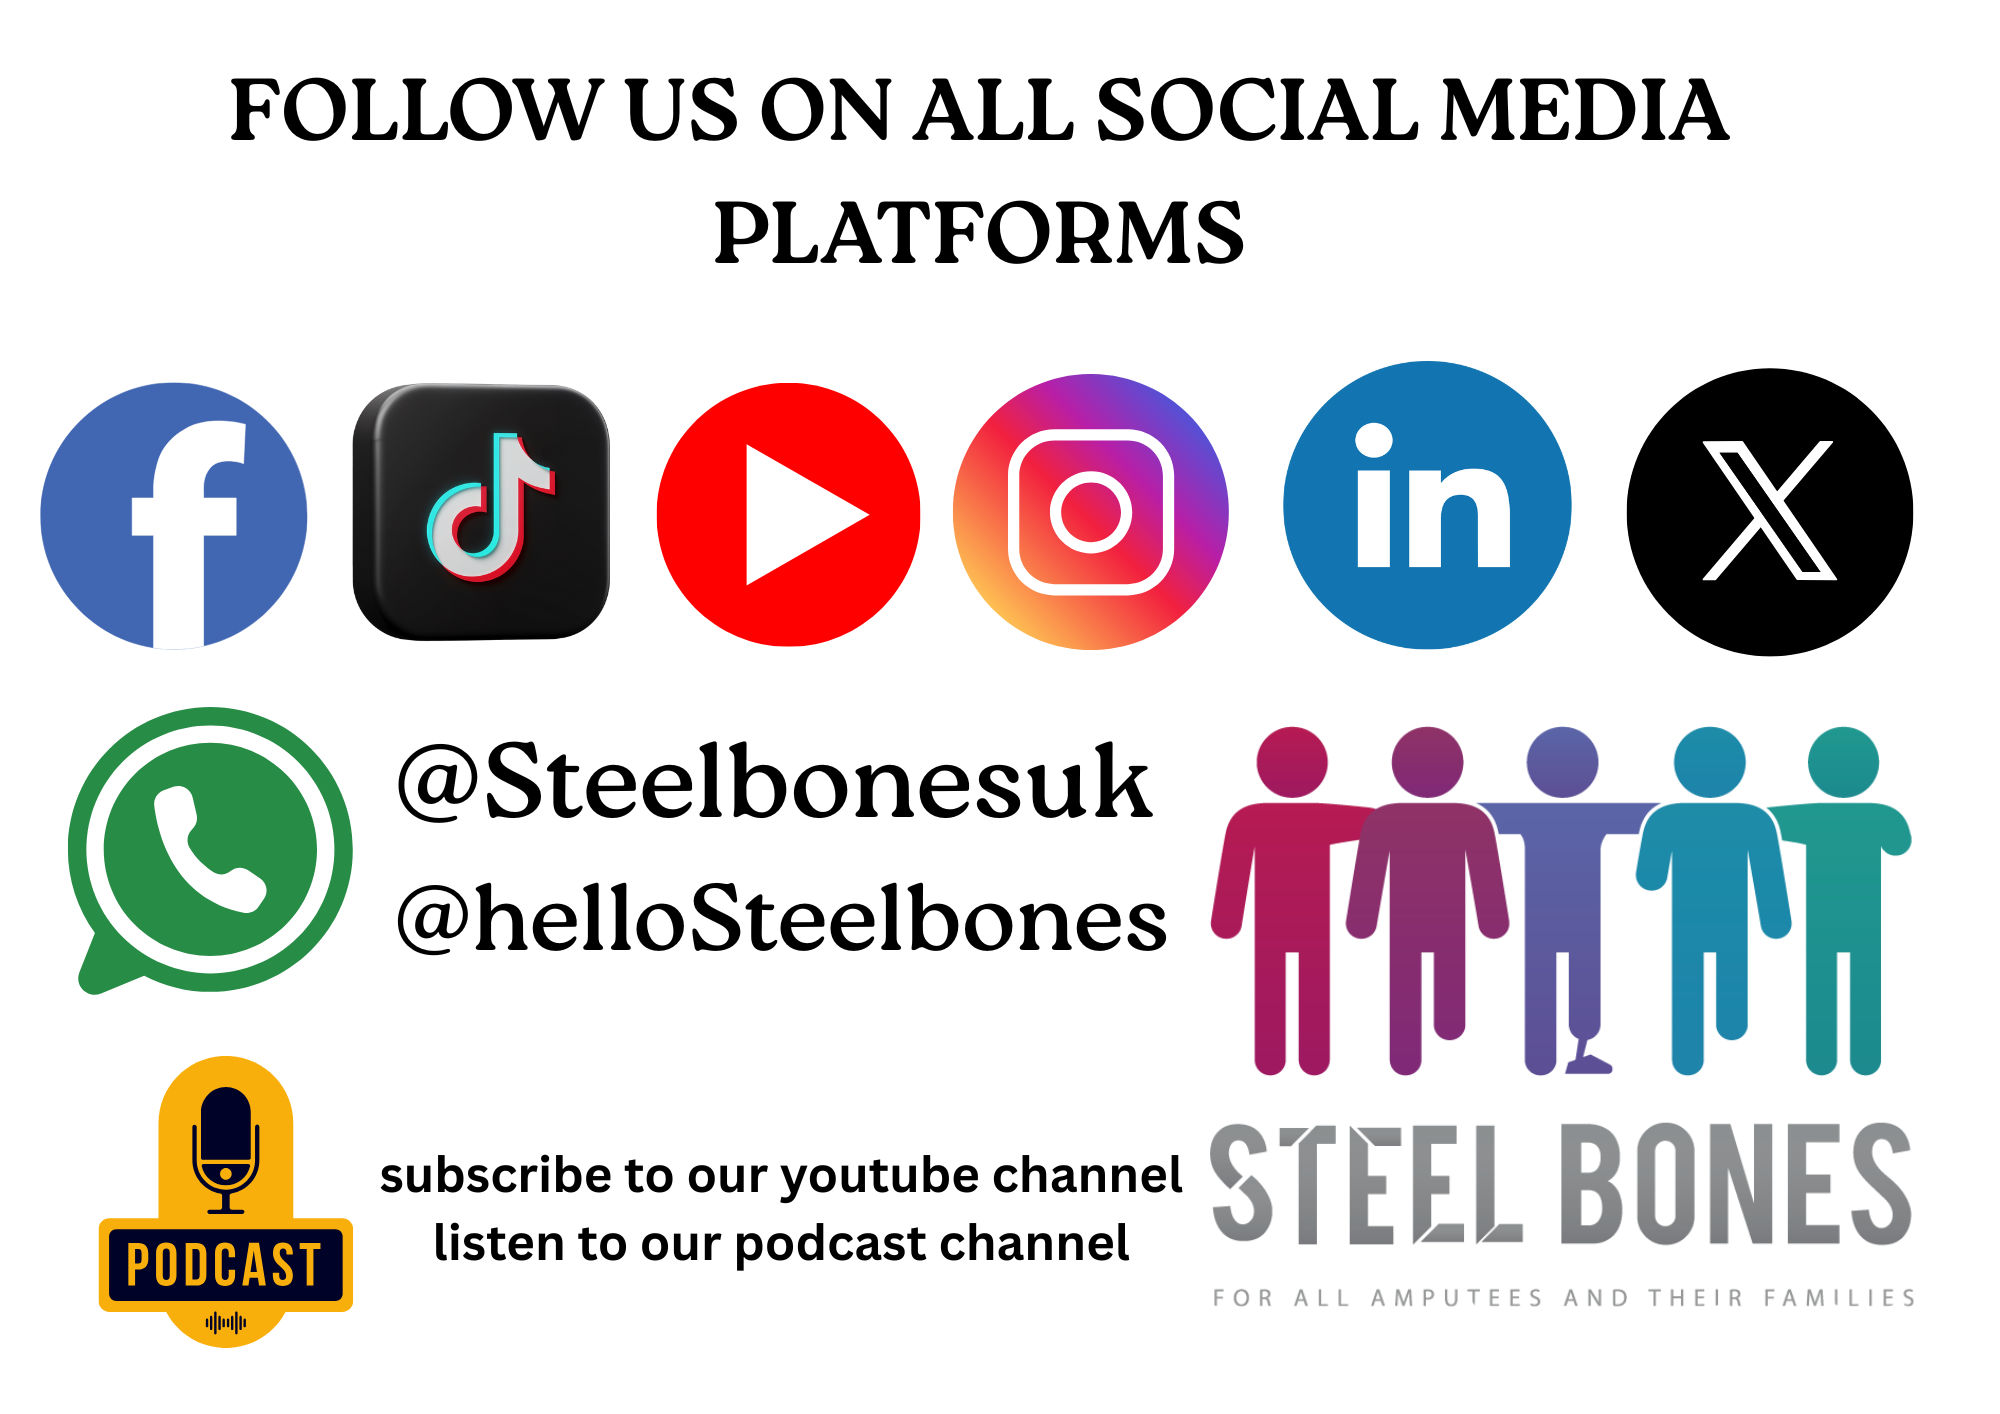 FOLLOW US ON ALL SOCIAL MEDIA
PLATFORMS
f
in
X
@Steelbonesuk
@helloSteelbones
PODCAST
subscribe to our youtube channel
listen to our podcast channel
STEEL BONES
FOR ALL AMPUTEES AND THEIR FAMILIES